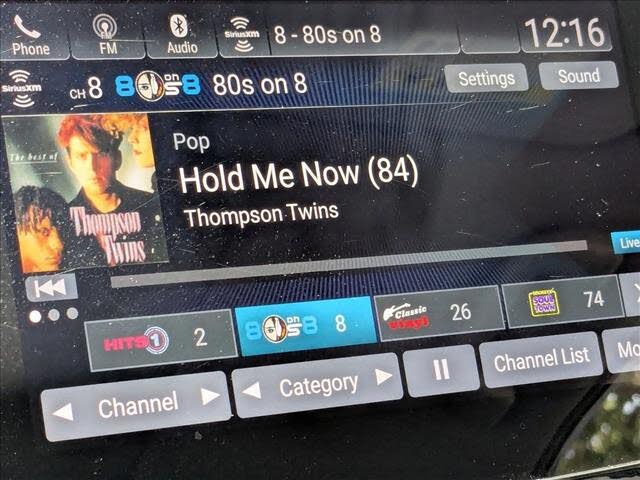 Phone
FM
Audio
SiriusXM
8 - 80s on 8
12:16
SiriusXM
CH 8
80s on 8
80s on 8
Settings
Sound
The best of
Thompson
Twins
Pop
Hold Me Now (84)
Thompson Twins
Live
HITS 1
2
80s on 8
8
Classic
Vinyl
26
SOUL
TOWN
74
Channel
Category
Channel List